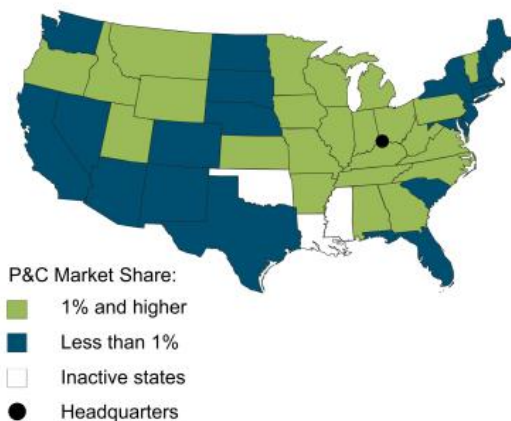 P&C Market Share:
1% and higher
Less than 1%
Inactive states
Headquarters